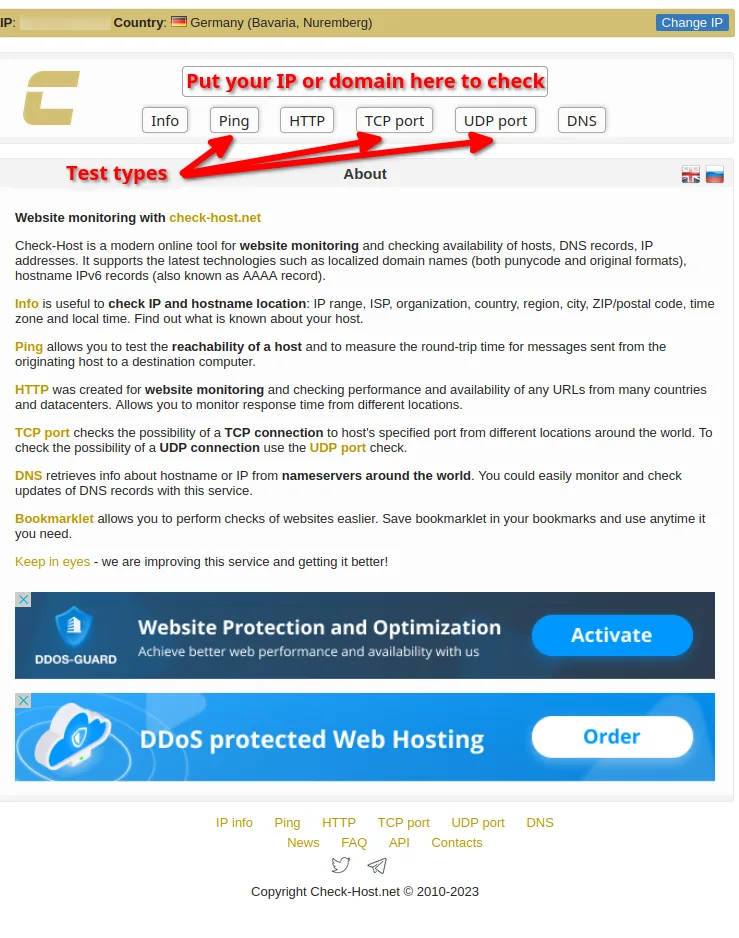 IP: Country: Germany (Bavaria, Nuremberg) Change IP
Put your IP or domain here to check
Info Ping HTTP TCP port UDP port DNS
Test types
About
Website monitoring with check-host.net
Check-Host is a modern online tool for website monitoring and checking availability of hosts, DNS records, IP
addresses. It supports the latest technologies such as localized domain names (both punycode and original formats),
hostname IPv6 records (also known as AAAA record).
Info is useful to check IP and hostname location: IP range, ISP, organization, country, region, city, ZIP/postal code, time
zone and local time. Find out what is known about your host.
Ping allows you to test the reachability of a host and to measure the round-trip time for messages sent from the
originating host to a destination computer.
HTTP was created for website monitoring and checking performance and availability of any URLs from many countries
and datacenters. Allows you to monitor response time from different locations.
TCP port checks the possibility of a TCP connection to host's specified port from different locations around the world. To
check the possibility of a UDP connection use the UDP port check.
DNS retrieves info about hostname or IP from nameservers around the world. You could easily monitor and check
updates of DNS records with this service.
Bookmarklet allows you to perform checks of websites easlier. Save bookmarklet in your bookmarks and use anytime it
you need.
Keep in eyes - we are improving this service and getting it better!
Website Protection and Optimization
Achieve better web performance and availability with us
DDOS-GUARD
Activate
DDoS protected Web Hosting
Order
IP info Ping HTTP TCP port UDP port DNS
News FAQ API Contacts
Copyright Check-Host.net © 2010-2023